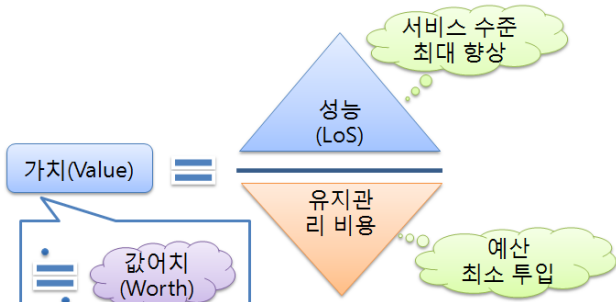 서비스 수준
최대 향상
성능
(LoS)
가치(Value)
유지관
리 비용
값어치
(Worth)
예산
최소 투입